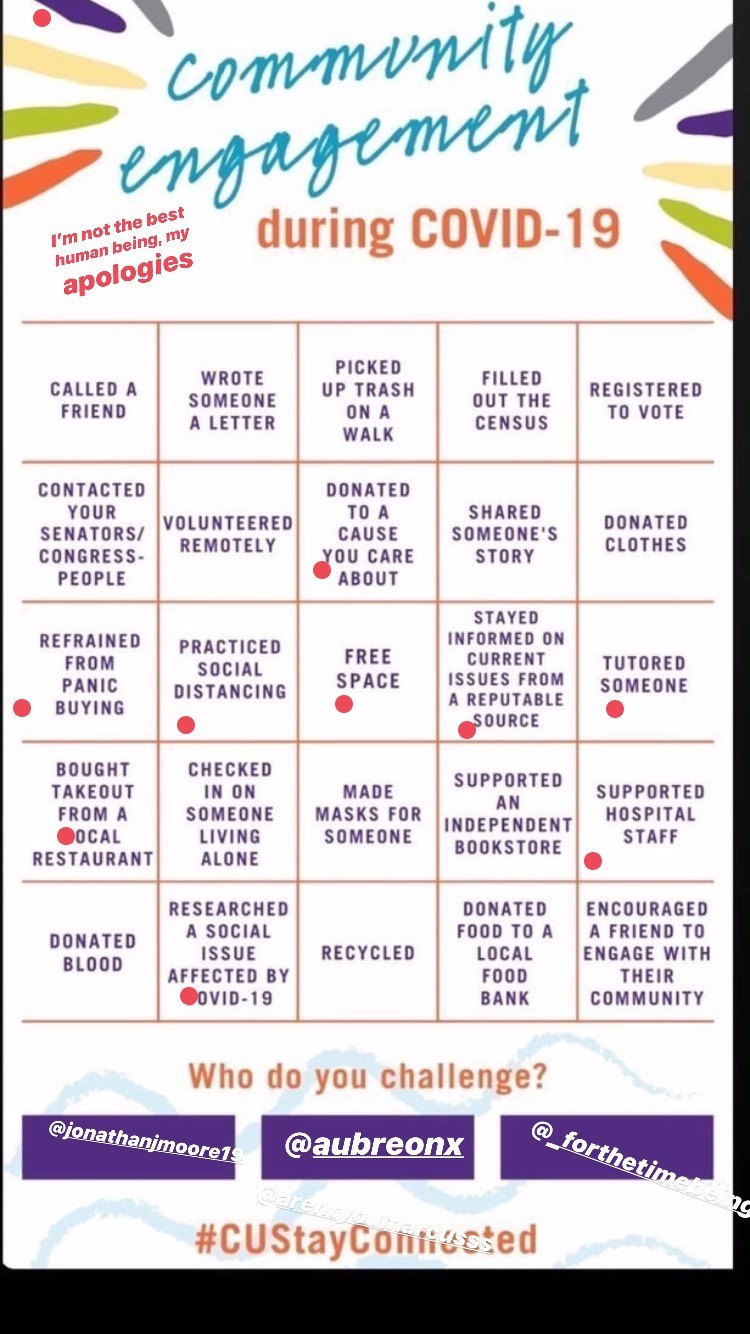 community
engagement
during COVID-19
I'm not the best
human being, my
apologies
CALLED A
FRIEND
WROTE
SOMEONE
A LETTER
PICKED
UP TRASH
ON A
WALK
FILLED
OUT THE
CENSUS
REGISTERED
TO VOTE
CONTACTED
YOUR
SENATORS/
CONGRESS-
PEOPLE
VOLUNTEERED
REMOTELY
DONATED
TO A
CAUSE
YOU CARE
ABOUT
SHARED
SOMEONE'S
STORY
DONATED
CLOTHES
REFRAINED
FROM
PANIC
BUYING
PRACTICED
SOCIAL
DISTANCING
FREE
SPACE
STAYED
INFORMED ON
CURRENT
ISSUES FROM
A REPUTABLE
SOURCE
TUTORED
SOMEONE
BOUGHT
TAKEOUT
FROM A
LOCAL
RESTAURANT
CHECKED
IN ON
SOMEONE
LIVING
ALONE
MADE
MASKS FOR
SOMEONE
SUPPORTED
AN
INDEPENDENT
BOOKSTORE
SUPPORTED
HOSPITAL
STAFF
DONATED
BLOOD
RESEARCHED
A SOCIAL
ISSUE
AFFECTED BY
COVID-19
RECYCLED
DONATED
FOOD TO A
LOCAL
FOOD
BANK
ENCOURAGED
A FRIEND TO
ENGAGE WITH
THEIR
COMMUNITY
Who do you challenge?
@jonathanjmoore19
@aubreonx
@_forthetimebeing
@arentyoumarcusss
#CUStayConnected